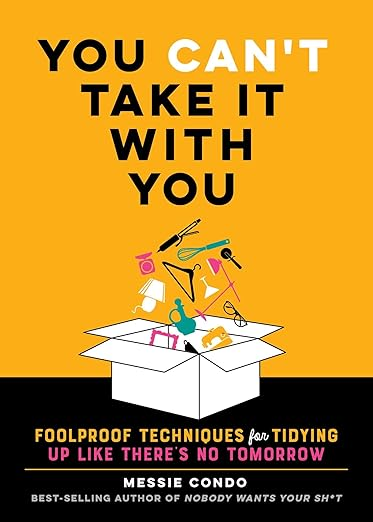 YOU CAN'T
TAKE IT
WITH
YOU
FOOLPROOF TECHNIQUES for TIDYING
UP LIKE THERE'S NO TOMORROW
MESSIE CONDO
BEST-SELLING AUTHOR OF NOBODY WANTS YOUR SH*T